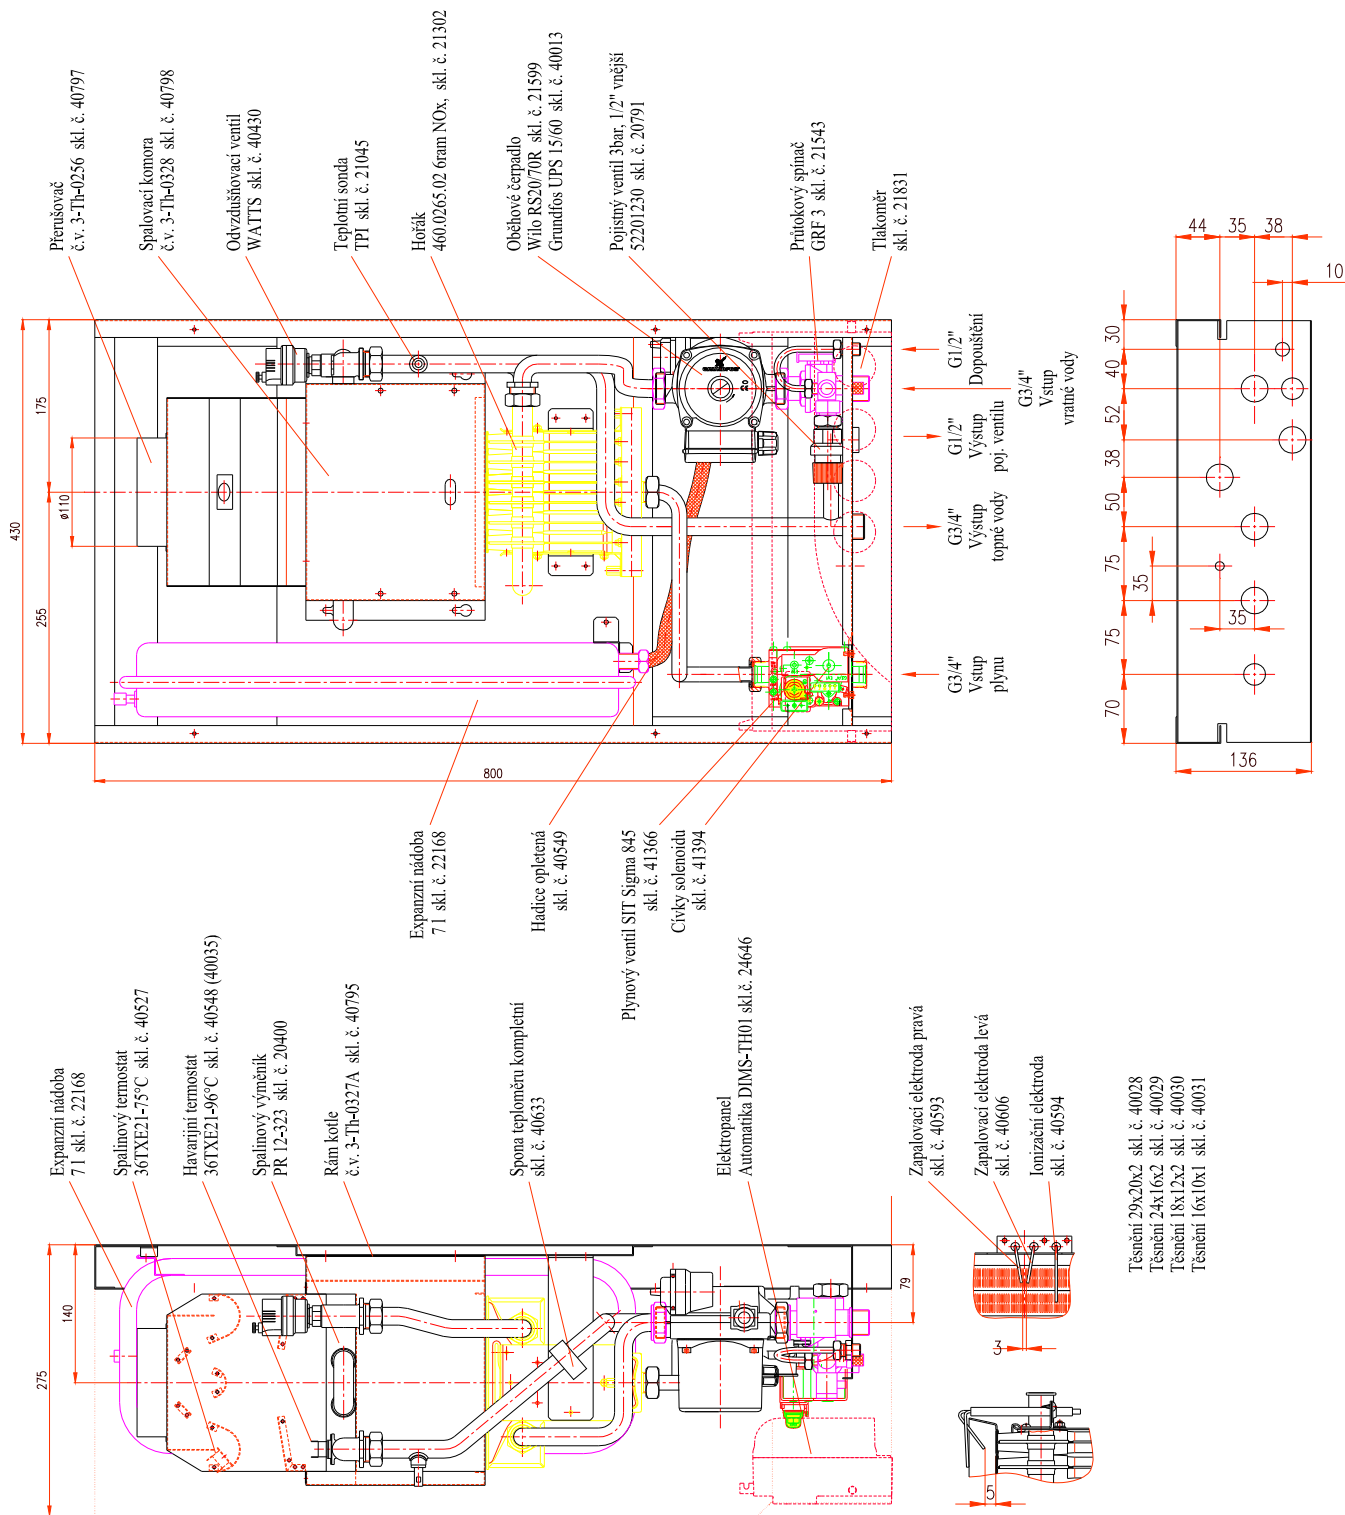 Přerušovač
č.v. 3-Th-0256 skl. č. 40797
Spalovací komora
č.v. 3-Th-0328 skl. č. 40798
Odvzdušňovací ventil
WATTS skl. č. 40430
Teplotní sonda
TPI skl. č. 21045
Hořák
460.0265.02 6ram NOx, skl. č. 21302
Oběhové čerpadlo
Wilo RS20/70R skl. č. 21599
Grundfos UPS 15/60 skl. č. 40013
Pojistný ventil 3bar, 1/2" vnější
52201230 skl. č. 20791
Průtokový spínač
GRF 3 skl. č. 21543
Tlakoměr
skl. č. 21831
430
175
255
ø110
800
G1/2"
Dopouštění
G3/4"
Vstup
vratné vody
G1/2"
Výstup
poj. ventilu
G3/4"
Výstup
topné vody
G3/4"
Vstup
plynu
44
35
38
10
30
40
52
38
50
75
35
35
75
70
136
Expanzní nádoba
7 l skl. č. 22168
Hadice opletená
skl. č. 40549
Plynový ventil SIT Sigma 845
skl. č. 41366
Cívky solenoidu
skl. č. 41394
Expanzní nádoba
7 l skl. č. 22168
Spalinový termostat
36TXE21-75°C skl. č. 40527
Havarijní termostat
36TXE21-96°C skl. č. 40548 (40035)
Spalinový výměník
PR 12-323 skl. č. 20400
Rám kotle
č.v. 3-Th-0327A skl. č. 40795
Spona teploměru kompletní
skl. č. 40633
Elektropanel
Automatika DIMS-TH01 skl.č. 24646
Zapalovací elektroda pravá
skl. č. 40593
Zapalovací elektroda levá
skl. č. 40606
Ionizační elektroda
skl. č. 40594
Těsnění 29x20x2 skl. č. 40028
Těsnění 24x16x2 skl. č. 40029
Těsnění 18x12x2 skl. č. 40030
Těsnění 16x10x1 skl. č. 40031
275
140
79
3
5